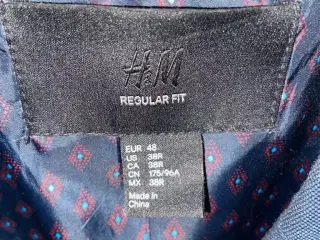 H&M
REGULAR FIT
EUR 48
US 38R
CA 38R
CN 175/96A
MX 38R
Made in
China